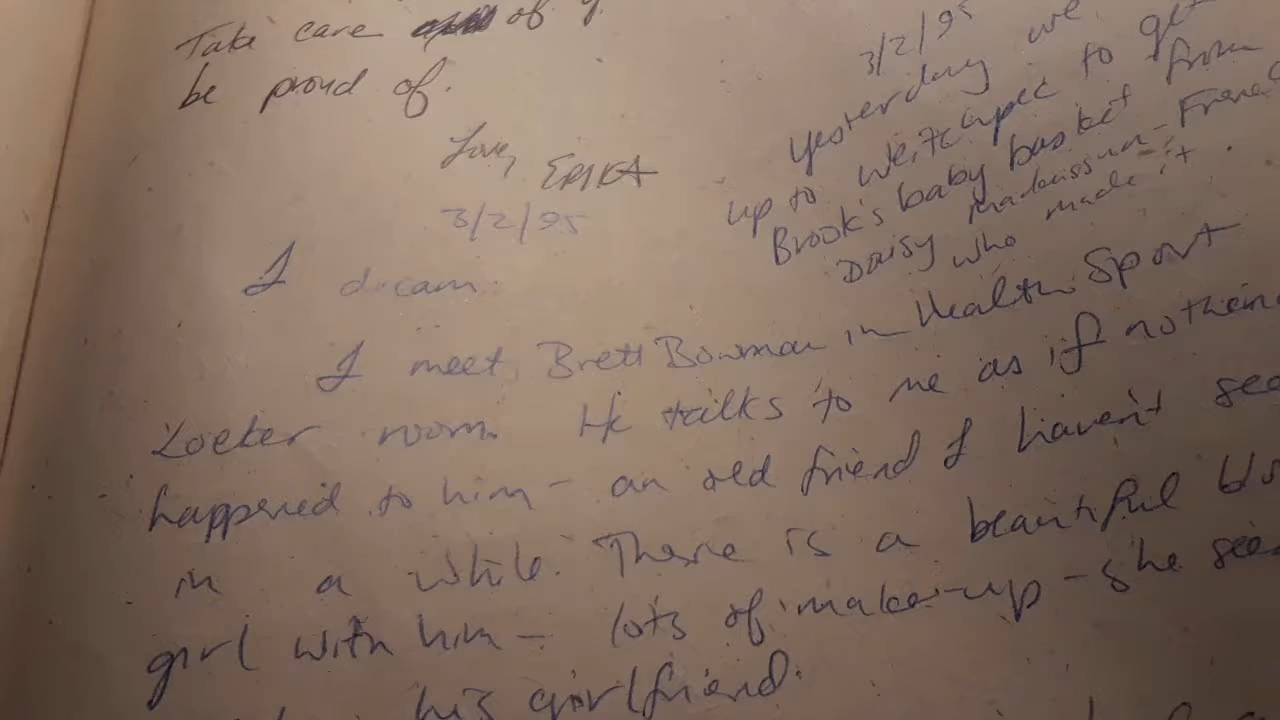 Take care of
be proud of.
Love, ERIKA
3/2/95
3/2/95
Yesterday we
up to Weitchpec to get
Brook's baby basket from
Daisy
who made it.
I dream.
I meet Brett Bowman in Health Sport
Locker room. He talks to me as if
happened to him - an old friend I haven't
in a while. There is a beautiful
girl with him - lots of make-up - she
his girlfriend.